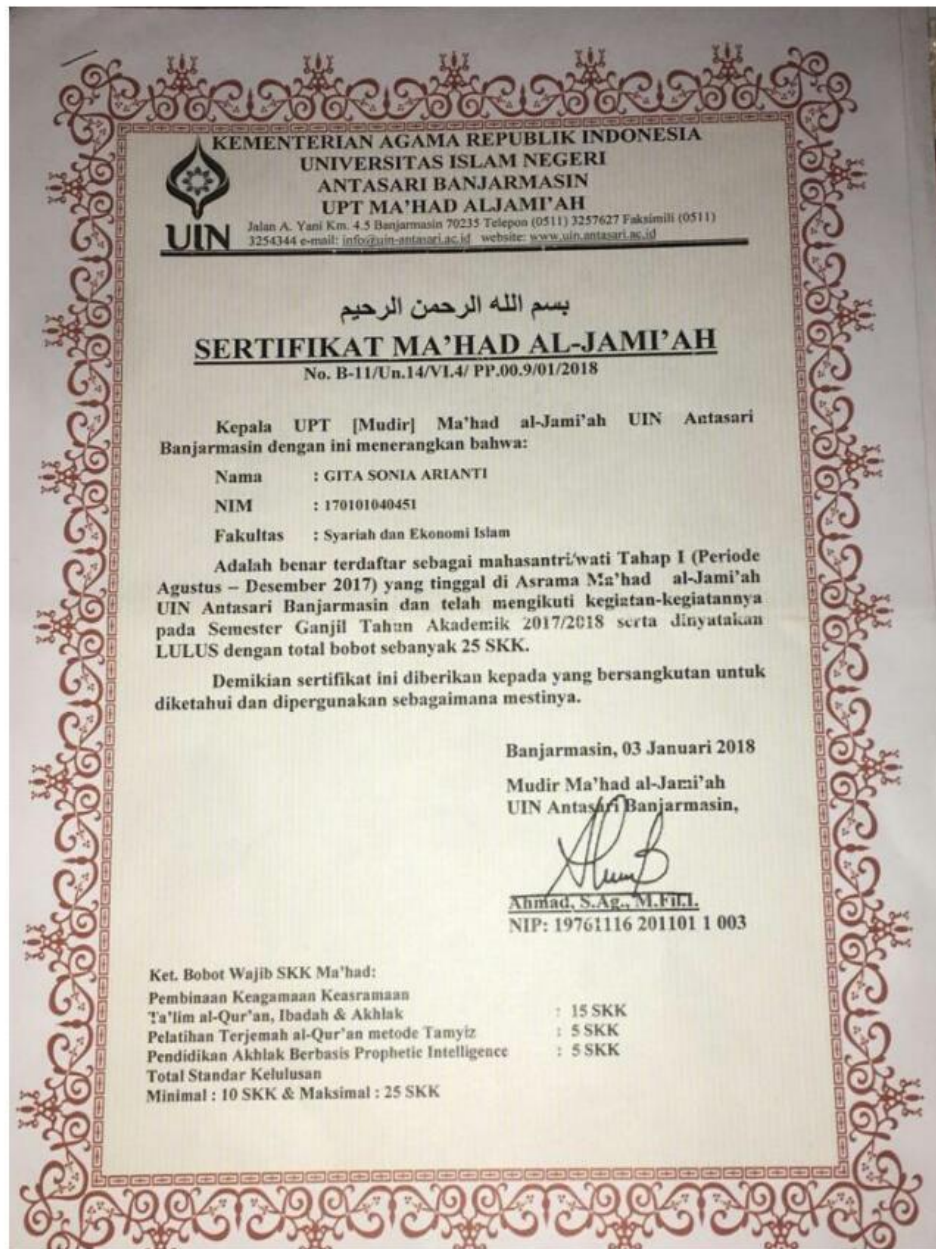 KEMENTERIAN AGAMA REPUBLIK INDONESIA
UNIVERSITAS ISLAM NEGERI
ANTASARI BANJARMASIN
UPT MA'HAD ALJAMI'AH
UIN
Jalan A. Yani Km. 4.5 Banjarmasin 70235 Telepon (0511) 3257627 Faksimili (0511)
3254344 e-mail: info@uin-antasari.ac.id website: www.uin.antasari.ac.id
بسم الله الرحمن الرحيم
SERTIFIKAT MA'HAD AL-JAMI'AH
No. B-11/Un.14/VI.4/ PP.00.9/01/2018
Kepala UPT [Mudir] Ma'had al-Jami'ah UIN Antasari
Banjarmasin dengan ini menerangkan bahwa:
Nama : GITA SONIA ARIANTI
NIM : 170101040451
Fakultas : Syariah dan Ekonomi Islam
Adalah benar terdaftar sebagai mahasantri/wati Tahap I (Periode
Agustus – Desember 2017) yang tinggal di Asrama Ma'had al-Jami'ah
UIN Antasari Banjarmasin dan telah mengikuti kegiatan-kegiatannya
pada Semester Ganjil Tahun Akademik 2017/2018 serta dinyatakan
LULUS dengan total bobot sebanyak 25 SKK.
Demikian sertifikat ini diberikan kepada yang bersangkutan untuk
diketahui dan dipergunakan sebagaimana mestinya.
Banjarmasin, 03 Januari 2018
Mudir Ma'had al-Jami'ah
UIN Antasari Banjarmasin,
Ahmad, S.Ag., M.Fil.I.
NIP: 19761116 201101 1 003
Ket. Bobot Wajib SKK Ma'had:
Pembinaan Keagamaan Keasramaan
Ta'lim al-Qur'an, Ibadah & Akhlak : 15 SKK
Pelatihan Terjemah al-Qur'an metode Tamyiz : 5 SKK
Pendidikan Akhlak Berbasis Prophetic Intelligence : 5 SKK
Total Standar Kelulusan
Minimal : 10 SKK & Maksimal : 25 SKK